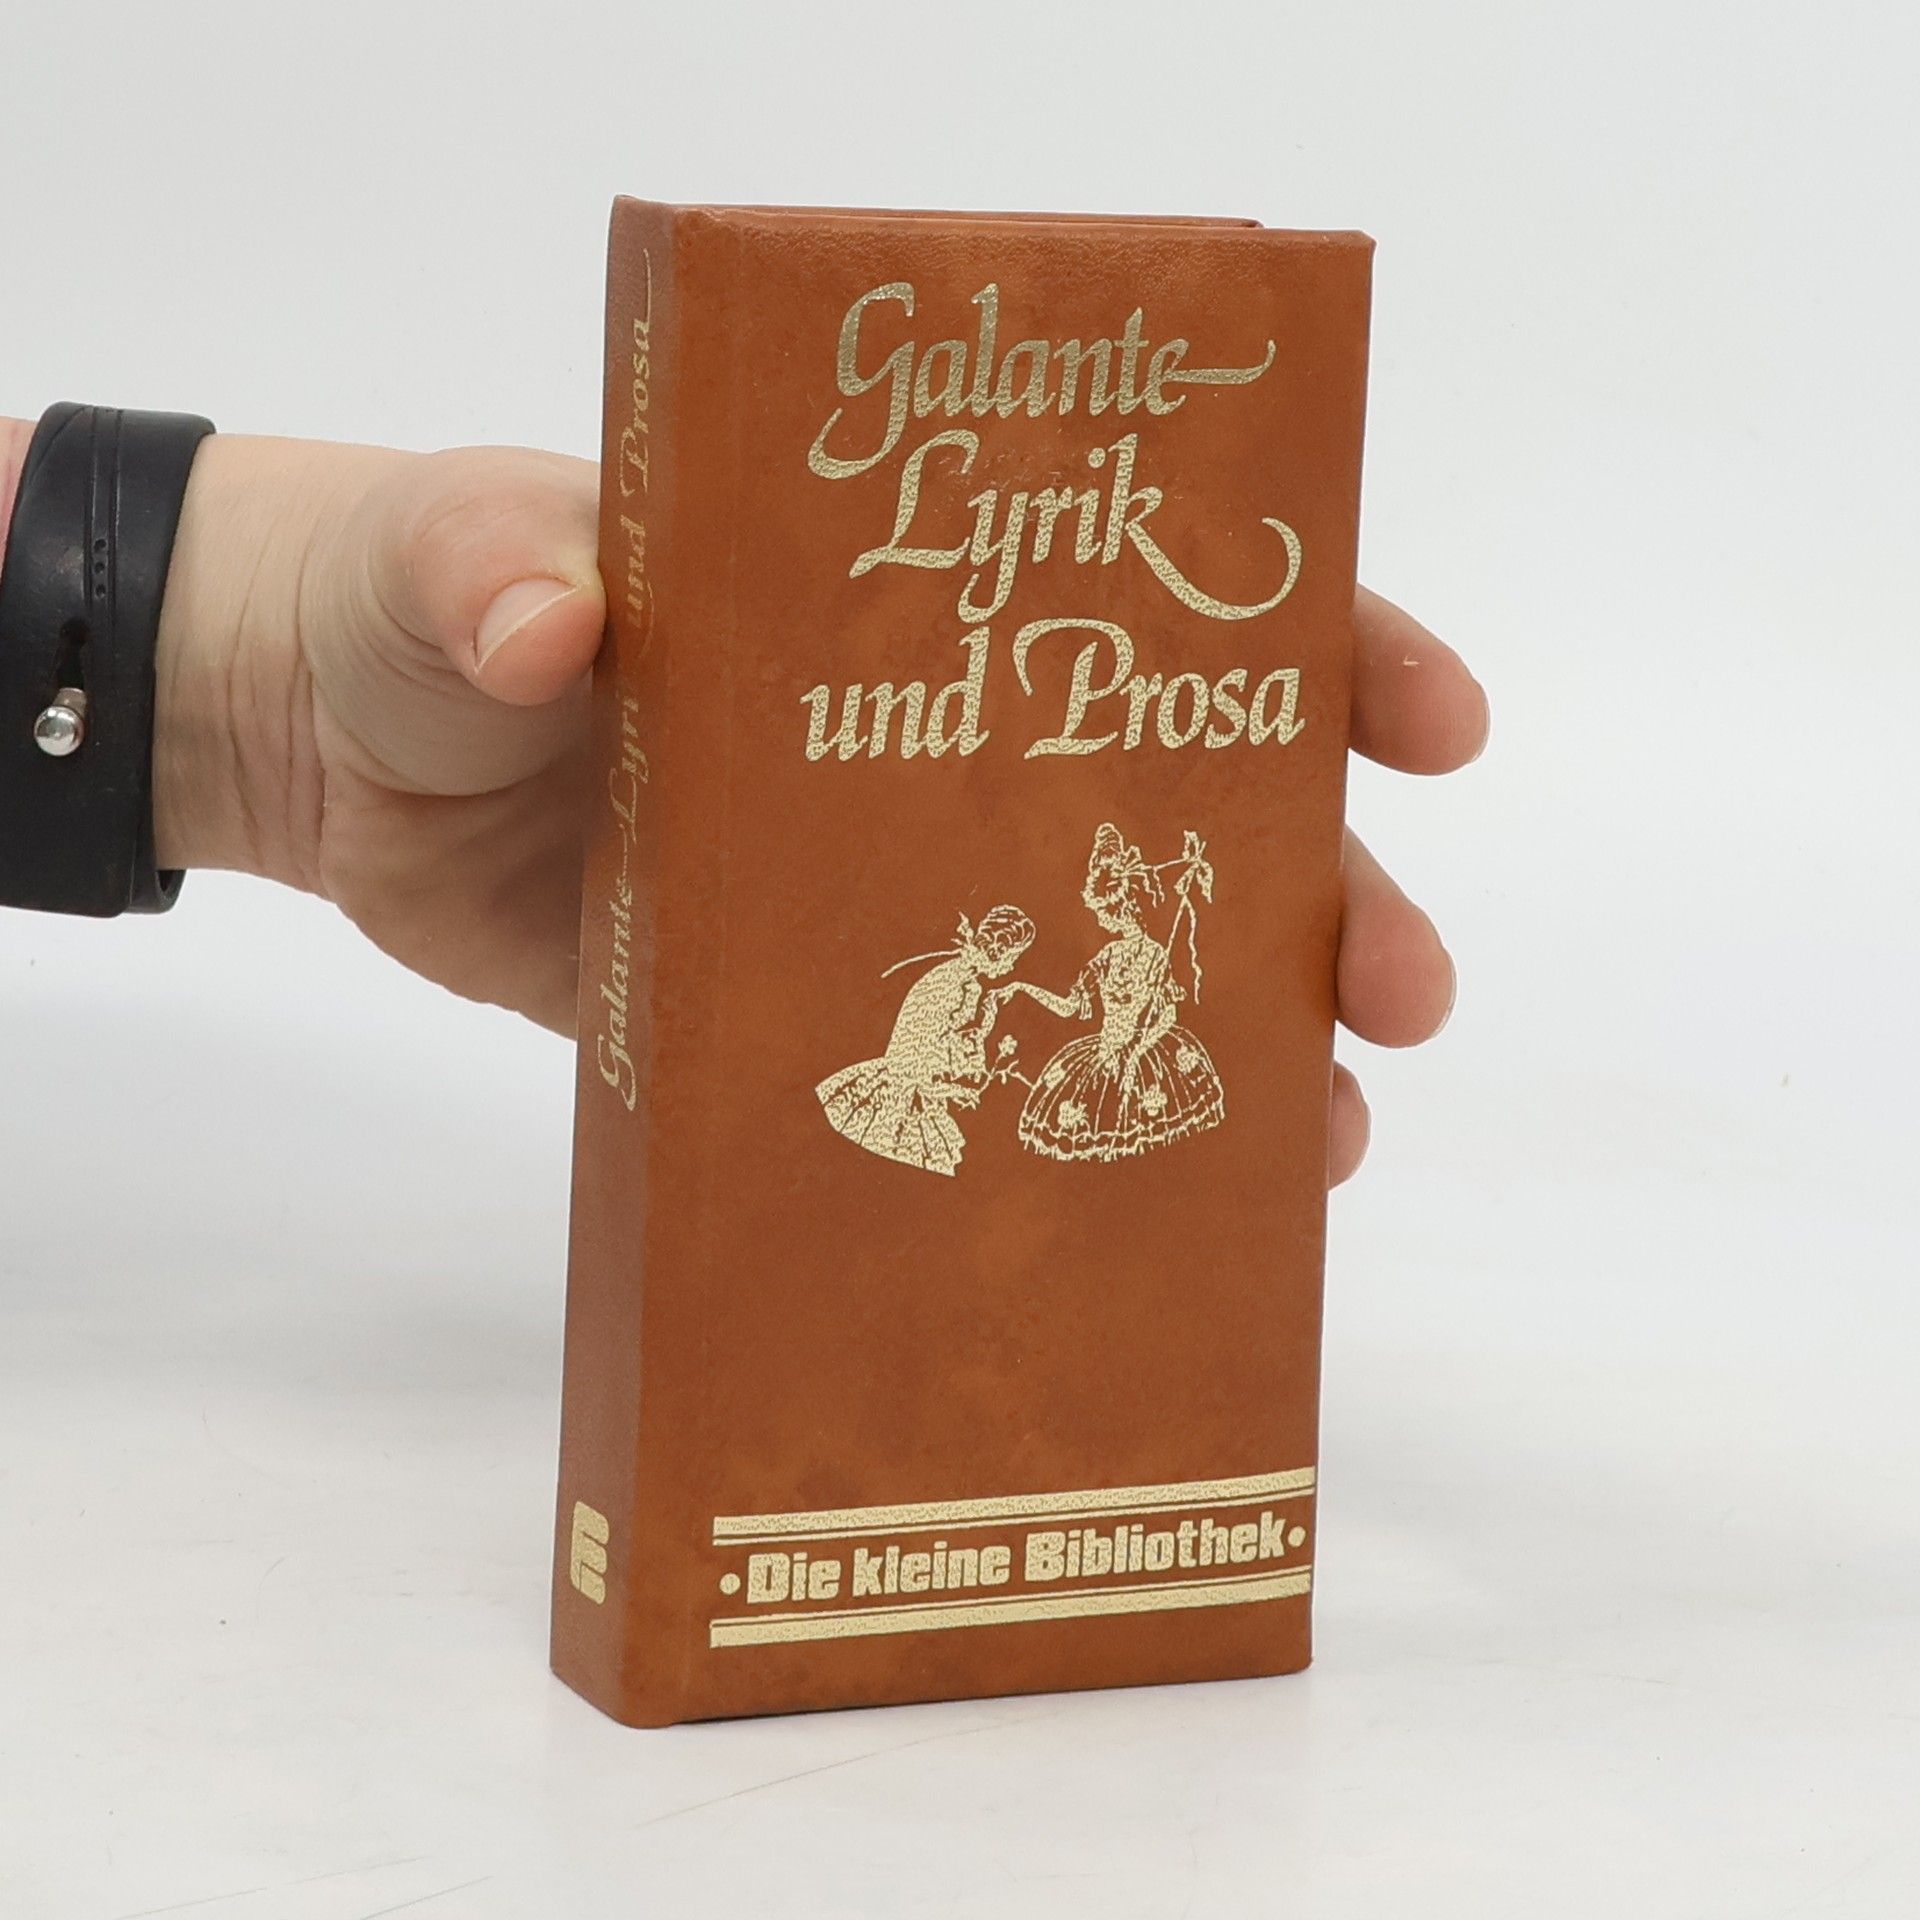 Galante
Lyrik
und Prosa
• Die kleine Bibliothek •
Galante Lyrik und Prosa